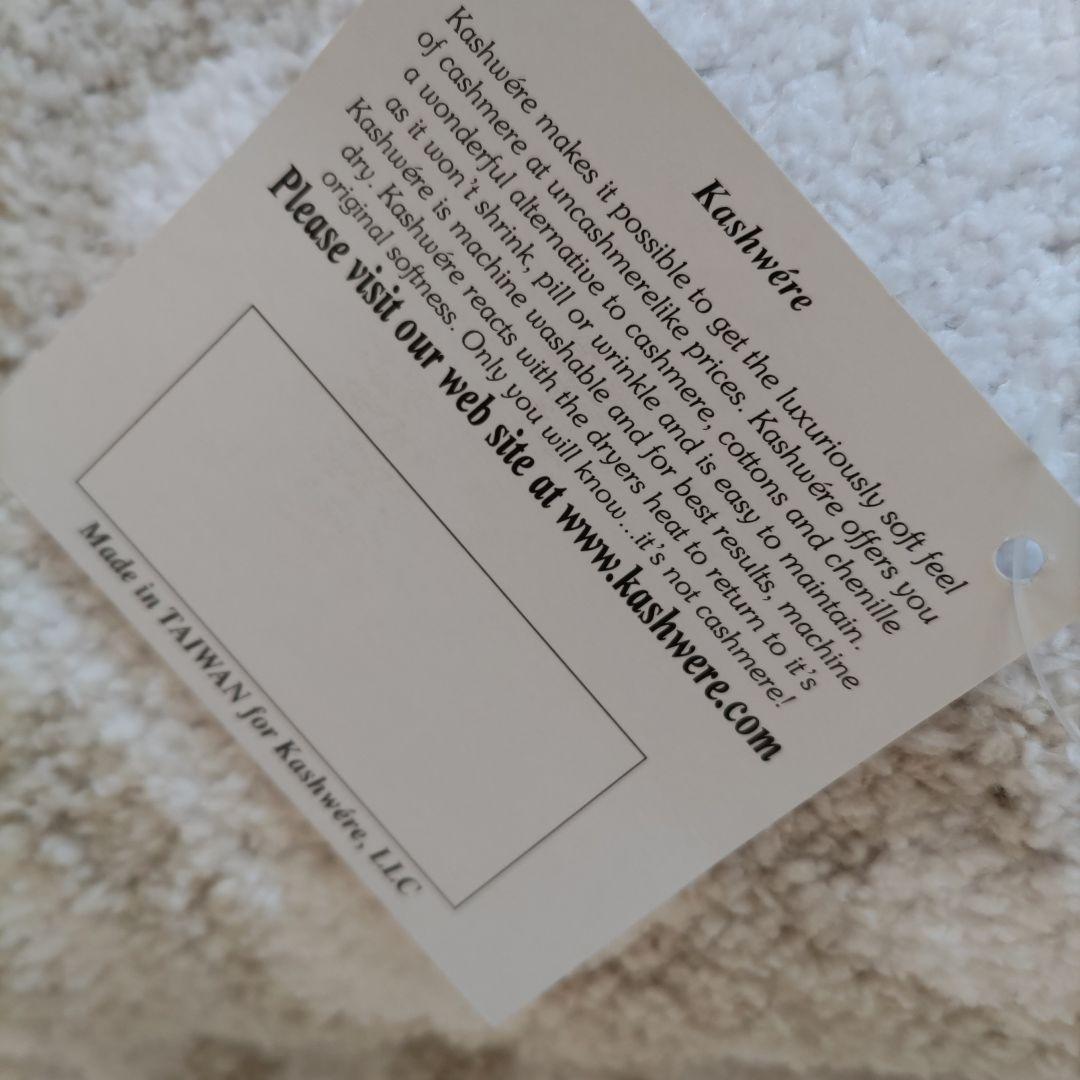 Kashwére
Kashwére makes it possible to get the luxuriously soft feel
of cashmere at uncashmerelike prices. Kashwére offers you
a wonderful alternative to cashmere, cottons and chenille
as it won't shrink, pill or wrinkle and is easy to maintain.
Kashwére is machine washable and for best results, machine
dry. Kashwére reacts with the dryers heat to return to it's
original softness. Only you will know...it's not cashmere!
Please visit our web site at www.kashwere.com
Made in TAIWAN for Kashwére, LLC